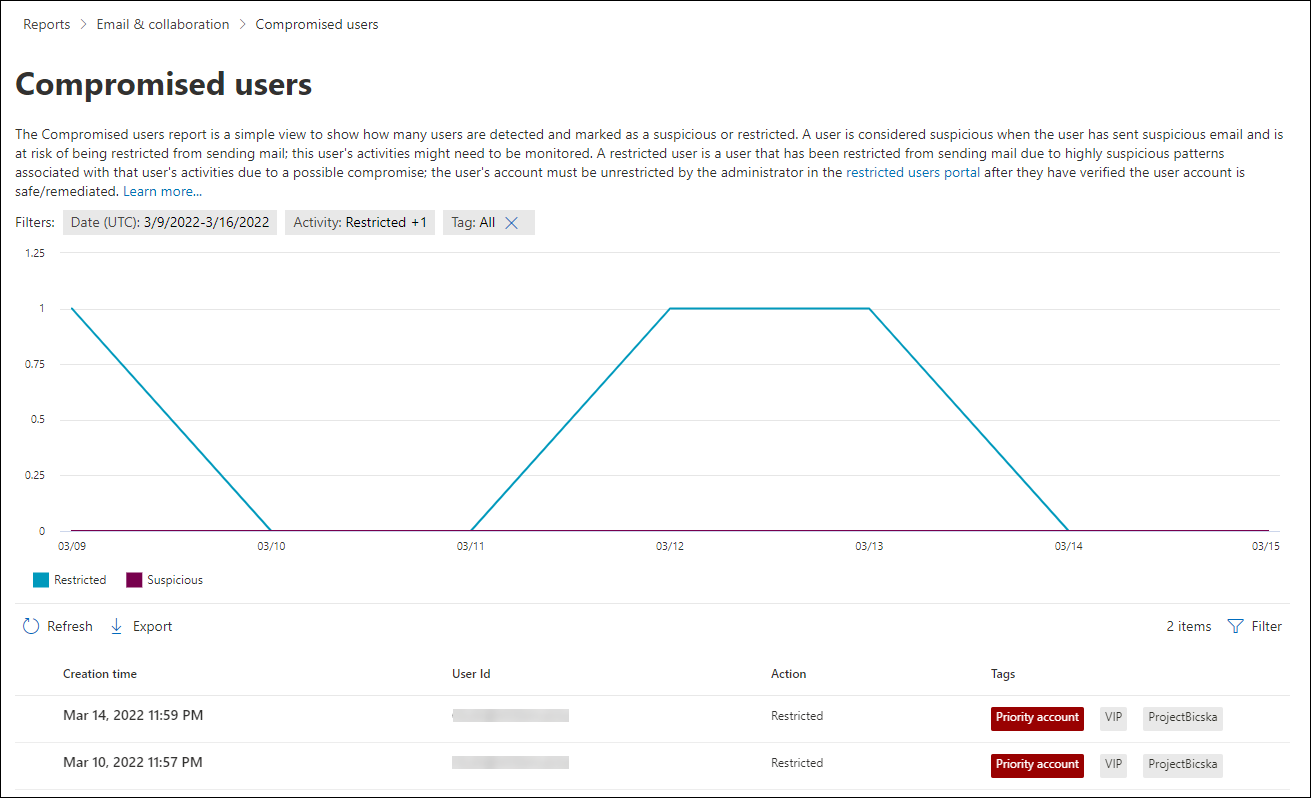 Reports > Email & collaboration > Compromised users
Compromised users
The Compromised users report is a simple view to show how many users are detected and marked as a suspicious or restricted. A user is considered suspicious when the user has sent suspicious email and is
at risk of being restricted from sending mail; this user's activities might need to be monitored. A restricted user is a user that has been restricted from sending mail due to highly suspicious patterns
associated with that user's activities due to a possible compromise; the user's account must be unrestricted by the administrator in the restricted users portal after they have verified the user account is
safe/remediated. Learn more...
Filters: Date (UTC): 3/9/2022-3/16/2022 Activity: Restricted +1 Tag: All
1.25
1
0.75
0.5
0.25
0
03/09 03/10 03/11 03/12 03/13 03/14 03/15
Restricted Suspicious
Refresh Export 2 items Filter
Creation time User Id Action Tags
Mar 14, 2022 11:59 PM Restricted Priority account VIP ProjectBicska
Mar 10, 2022 11:57 PM Restricted Priority account VIP ProjectBicska